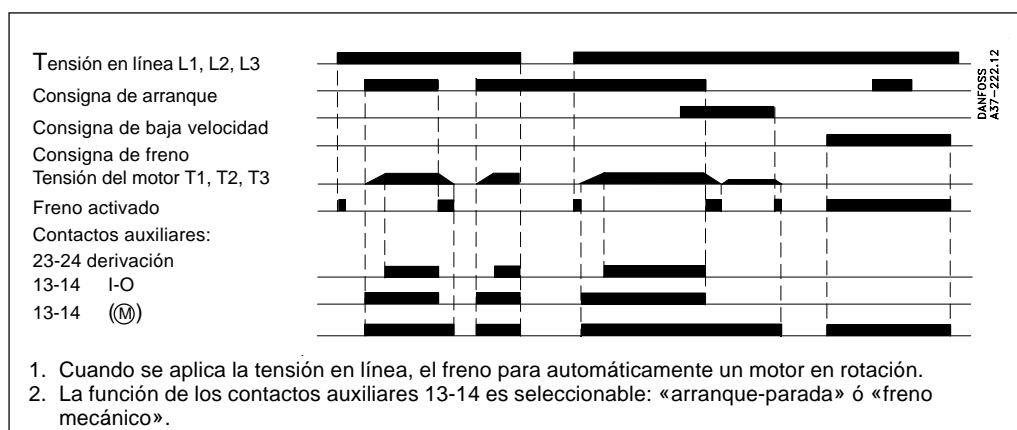 Tensión en línea L1, L2, L3
Consigna de arranque
Consigna de baja velocidad
Consigna de freno
Tensión del motor T1, T2, T3
Freno activado
Contactos auxiliares:
23-24 derivación
13-14 I-O
13-14 (Ⓜ)
DANFOSS
A37-222.12
1. Cuando se aplica la tensión en línea, el freno para automáticamente un motor en rotación.
2. La función de los contactos auxiliares 13-14 es seleccionable: «arranque-parada» ó «freno
mecánico».